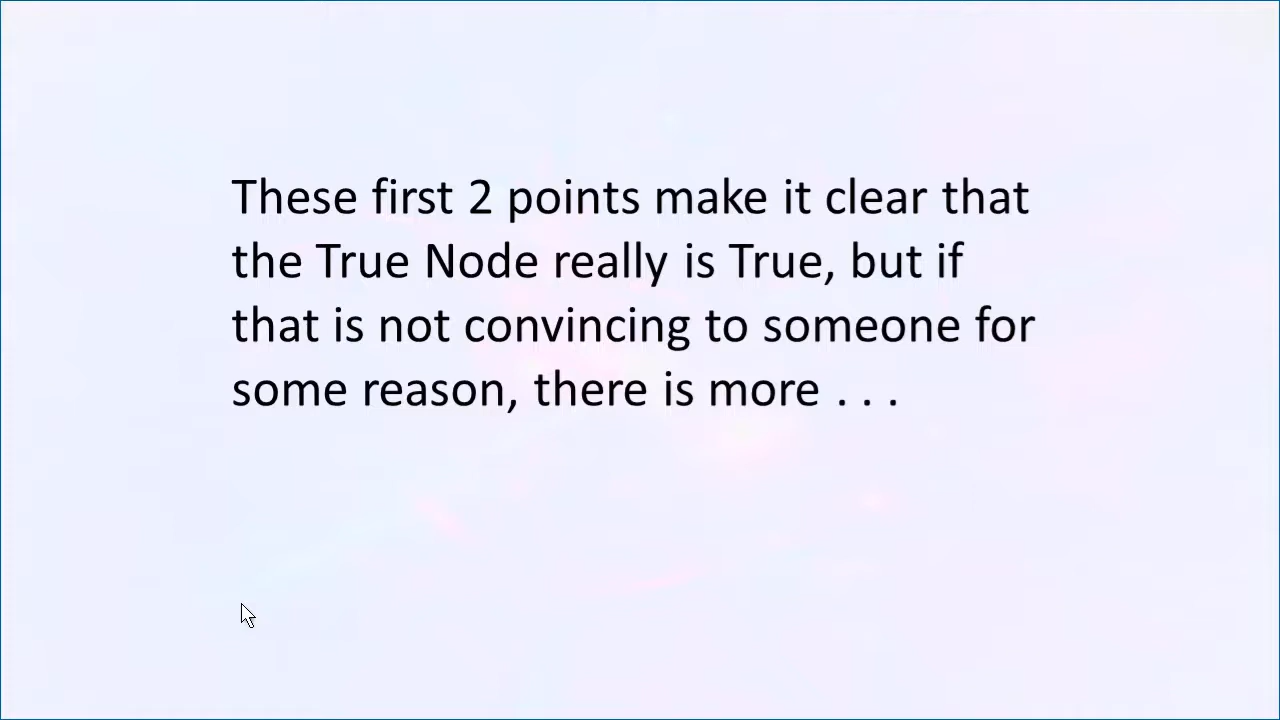 These first 2 points make it clear that
the True Node really is True, but if
that is not convincing to someone for
some reason, there is more . . .